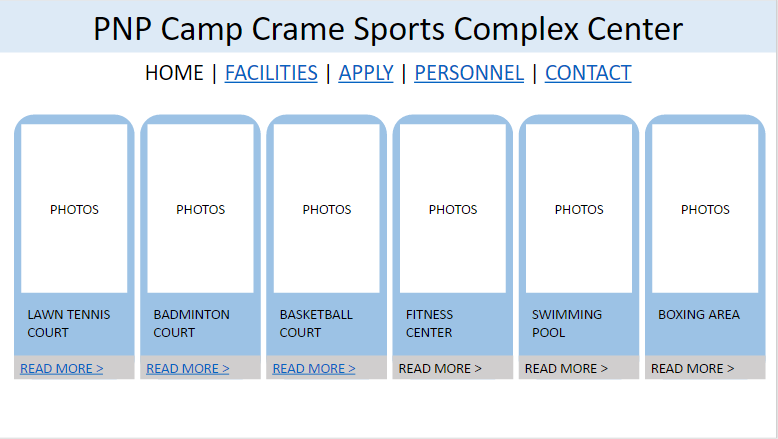 PNP Camp Crame Sports Complex Center
HOME | FACILITIES | APPLY | PERSONNEL | CONTACT
PHOTOS
PHOTOS
PHOTOS
PHOTOS
PHOTOS
PHOTOS
LAWN TENNIS
COURT
BADMINTON
COURT
BASKETBALL
COURT
FITNESS
CENTER
SWIMMING
POOL
BOXING AREA
READ MORE >
READ MORE >
READ MORE >
READ MORE >
READ MORE >
READ MORE >